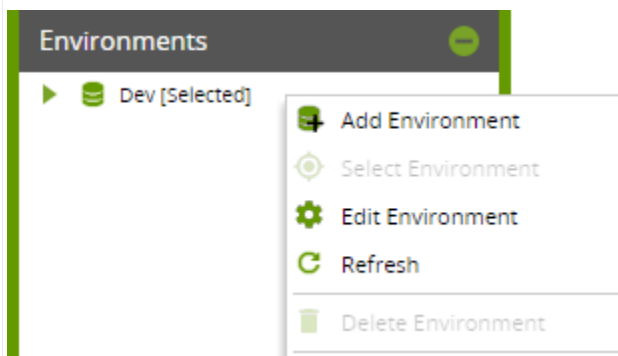 Environments
Dev [Selected]
Add Environment
Select Environment
Edit Environment
Refresh
Delete Environment